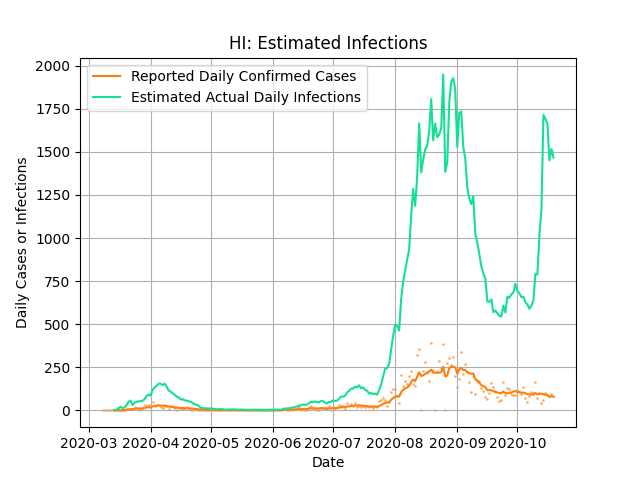 HI: Estimated Infections
Reported Daily Confirmed Cases
Estimated Actual Daily Infections
Daily Cases or Infections
2000
1750
1500
1250
1000
750
500
250
0
2020-03 2020-04 2020-05 2020-06 2020-07 2020-08 2020-09 2020-10
Date